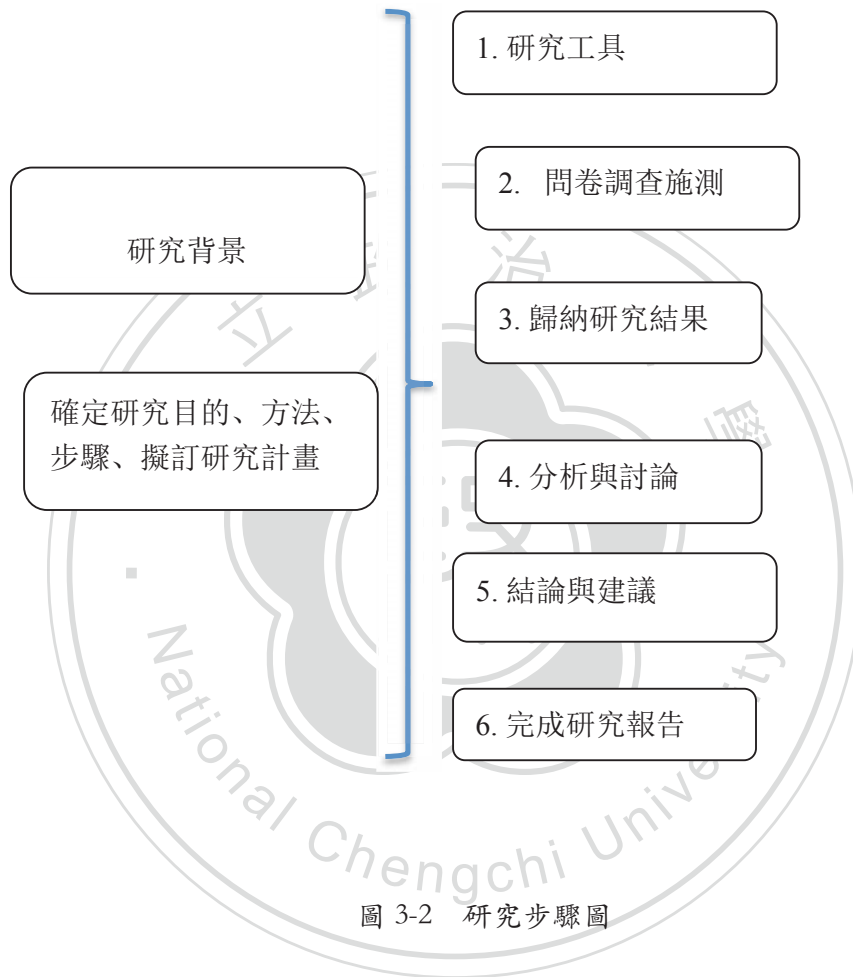 研究背景
確定研究目的、方法、
步驟、擬訂研究計畫
1. 研究工具
2. 問卷調查施測
3. 歸納研究結果
4. 分析與討論
5. 結論與建議
6. 完成研究報告
立
治
學
National Chengchi University
圖 3-2 研究步驟圖